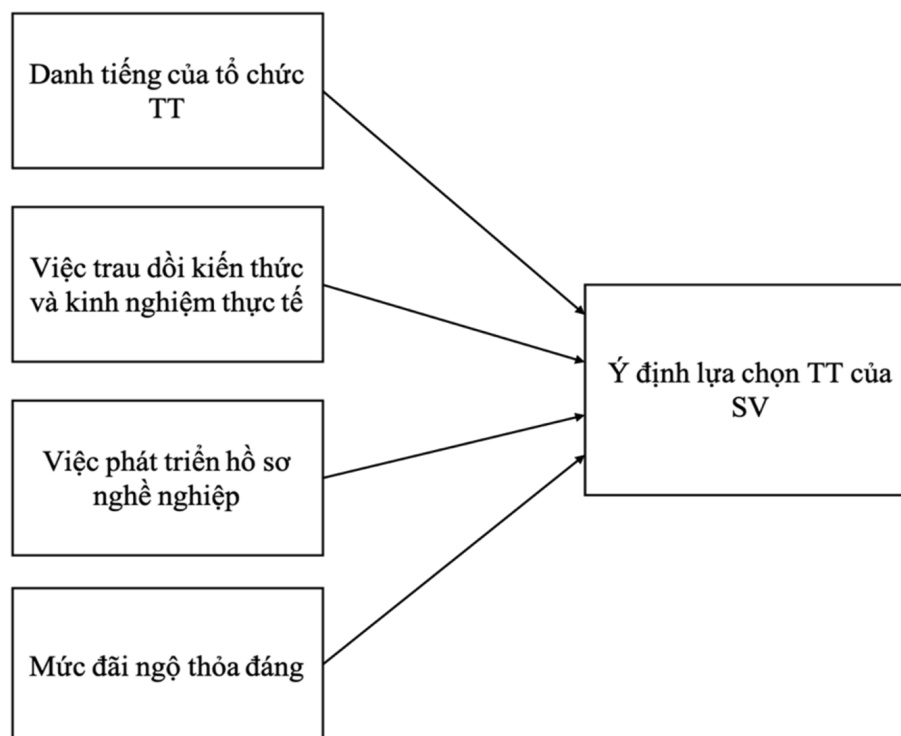 Danh tiếng của tổ chức
TT
Việc trau dồi kiến thức
và kinh nghiệm thực tế
Việc phát triển hồ sơ
nghề nghiệp
Mức đãi ngộ thỏa đáng
Ý định lựa chọn TT của
SV